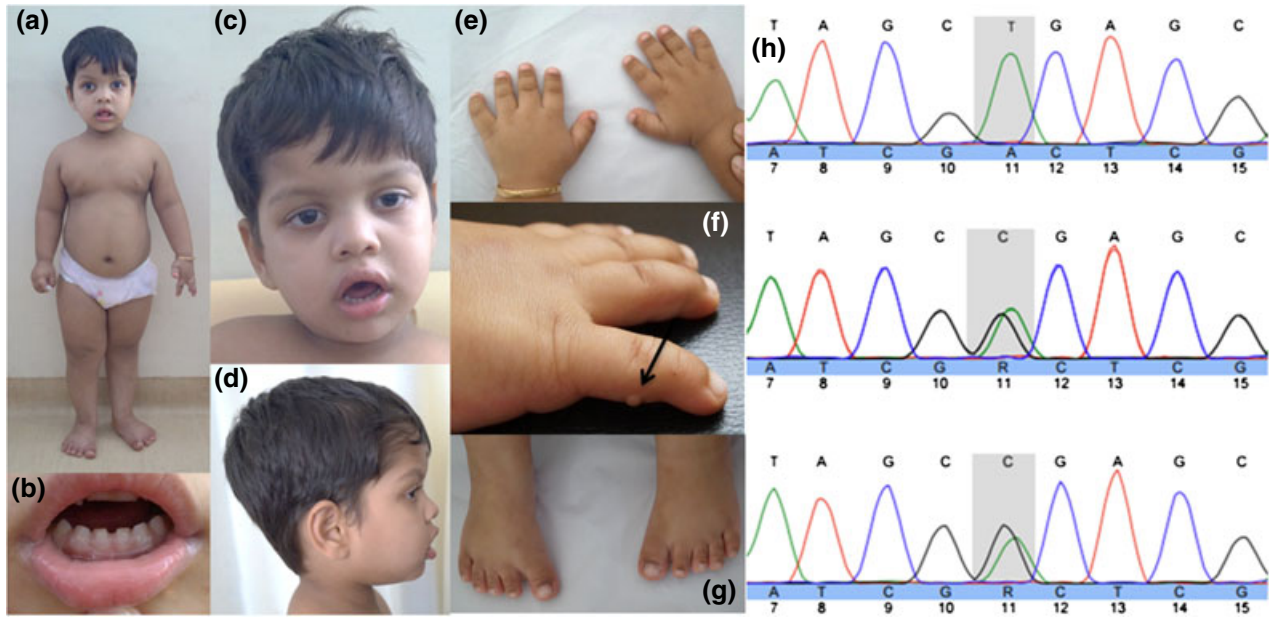 (a)
(b)
(c)
(d)
(e)
(f)
(g)
(h)
T A G C T G A G C
A T C G A C T C G
7 8 9 10 11 12 13 14 15
T A G C C G A G C
A T C G R C T C G
7 8 9 10 11 12 13 14 15
T A G C C G A G C
A T C G R C T C G
7 8 9 10 11 12 13 14 15